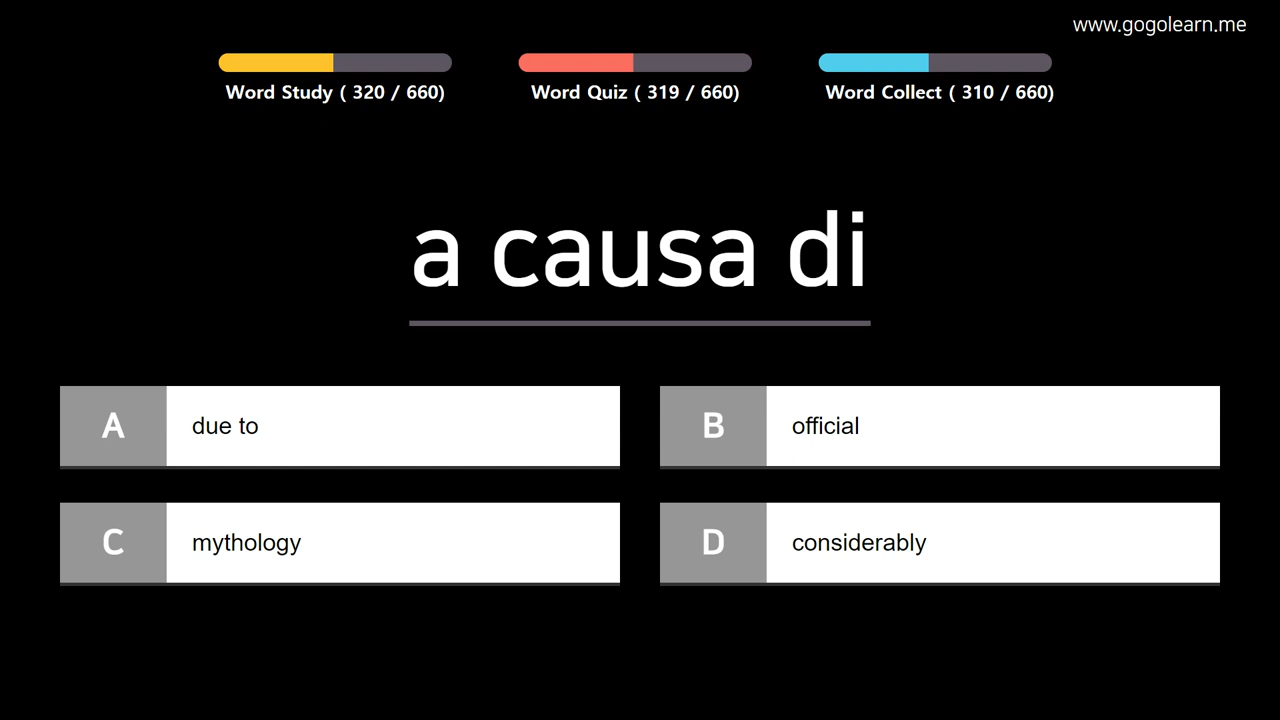 www.gogolearn.me
Word Study ( 320 / 660)
Word Quiz ( 319 / 660)
Word Collect ( 310 / 660)
a causa di
A due to
B official
C mythology
D considerably